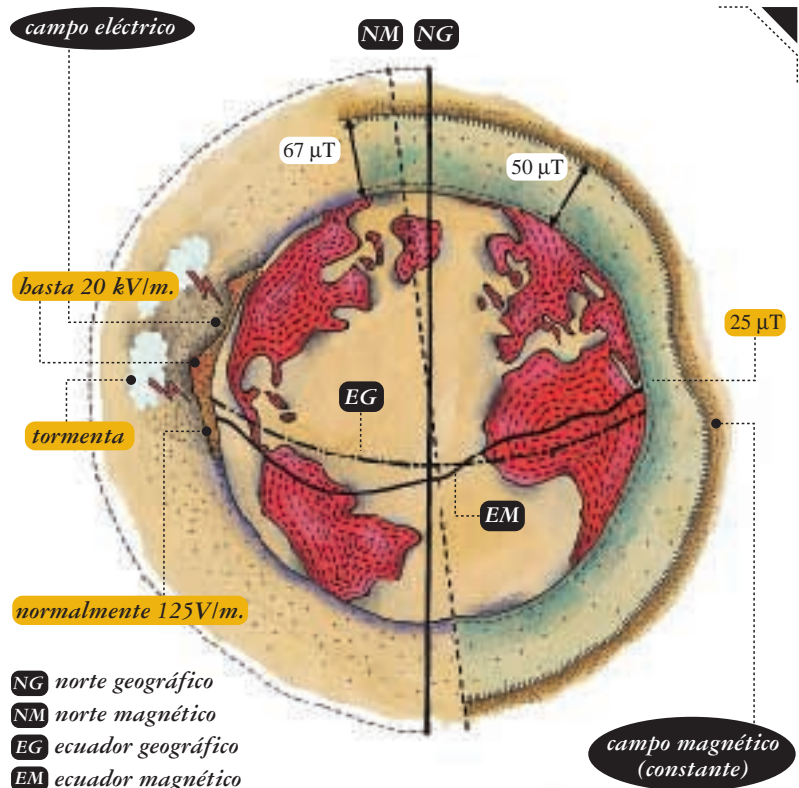 campo eléctrico
NM NG
67 µT
50 µT
hasta 20 kV/m.
25 µT
EG
tormenta
EM
normalmente 125V/m.
NG norte geográfico
NM norte magnético
EG ecuador geográfico
EM ecuador magnético
campo magnético
(constante)